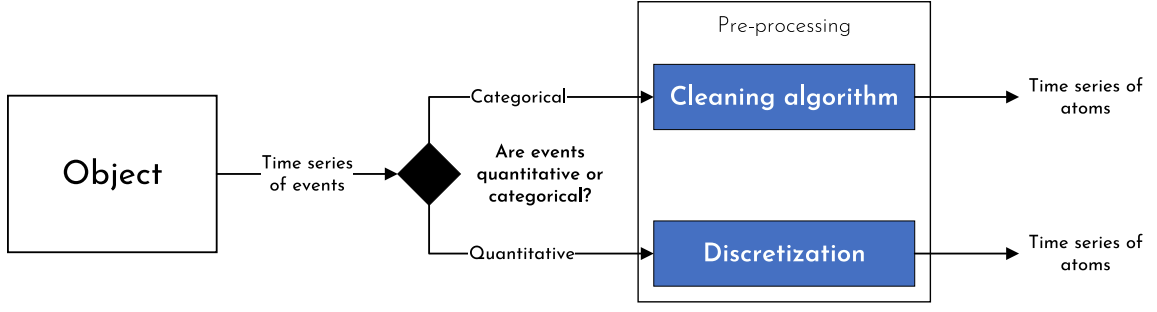 Pre-processing
Categorical
Cleaning algorithm
Time series of
atoms
Object
Time series
of events
Are events
quantitative or
categorical?
Quantitative
Discretization
Time series of
atoms